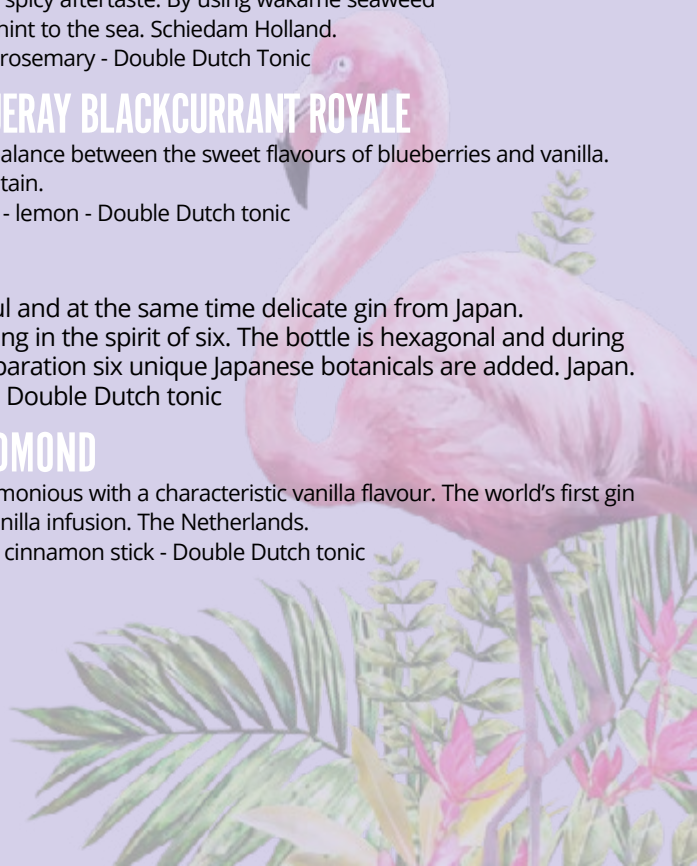 spicy aftertaste. By using wakame seaweed
hint to the sea. Schiedam Holland.
rosemary - Double Dutch Tonic
ERAY BLACKCURRANT ROYALE
alance between the sweet flavours of blueberries and vanilla.
tain.
- lemon - Double Dutch tonic
ul and at the same time delicate gin from Japan.
ng in the spirit of six. The bottle is hexagonal and during
paration six unique Japanese botanicals are added. Japan.
Double Dutch tonic
OMOND
monious with a characteristic vanilla flavour. The world's first gin
nilla infusion. The Netherlands.
cinnamon stick - Double Dutch tonic